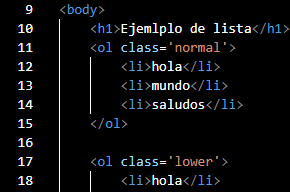 9 <body>
10 <h1>Ejemlplo de lista</h1>
11 <ol class='normal'>
12 <li>hola</li>
13 <li>mundo</li>
14 <li>saludos</li>
15 </ol>
16
17 <ol class='lower'>
18 <li>hola</li>